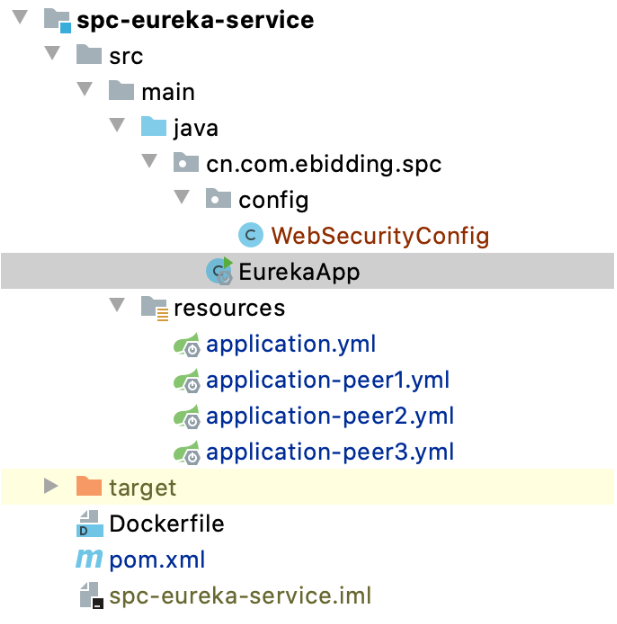 spc-eureka-service
src
main
java
cn.com.ebidding.spc
config
C WebSecurityConfig
C EurekaApp
resources
application.yml
application-peer1.yml
application-peer2.yml
application-peer3.yml
target
D Dockerfile
m pom.xml
spc-eureka-service.iml